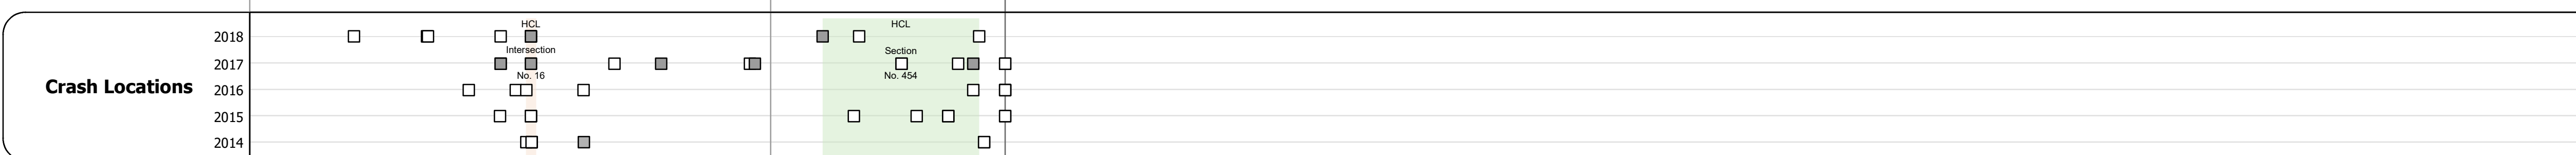 Crash Locations
2018
2017
2016
2015
2014
HCL
Intersection
No. 16
HCL
Section
No. 454